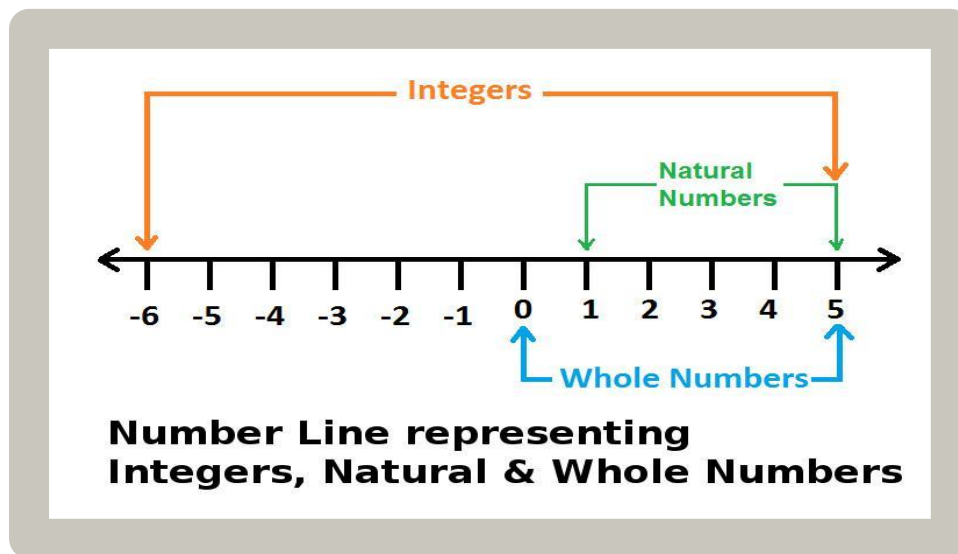 Integers
Natural
Numbers
-6 -5 -4 -3 -2 -1 0 1 2 3 4 5
Whole Numbers
Number Line representing
Integers, Natural & Whole Numbers